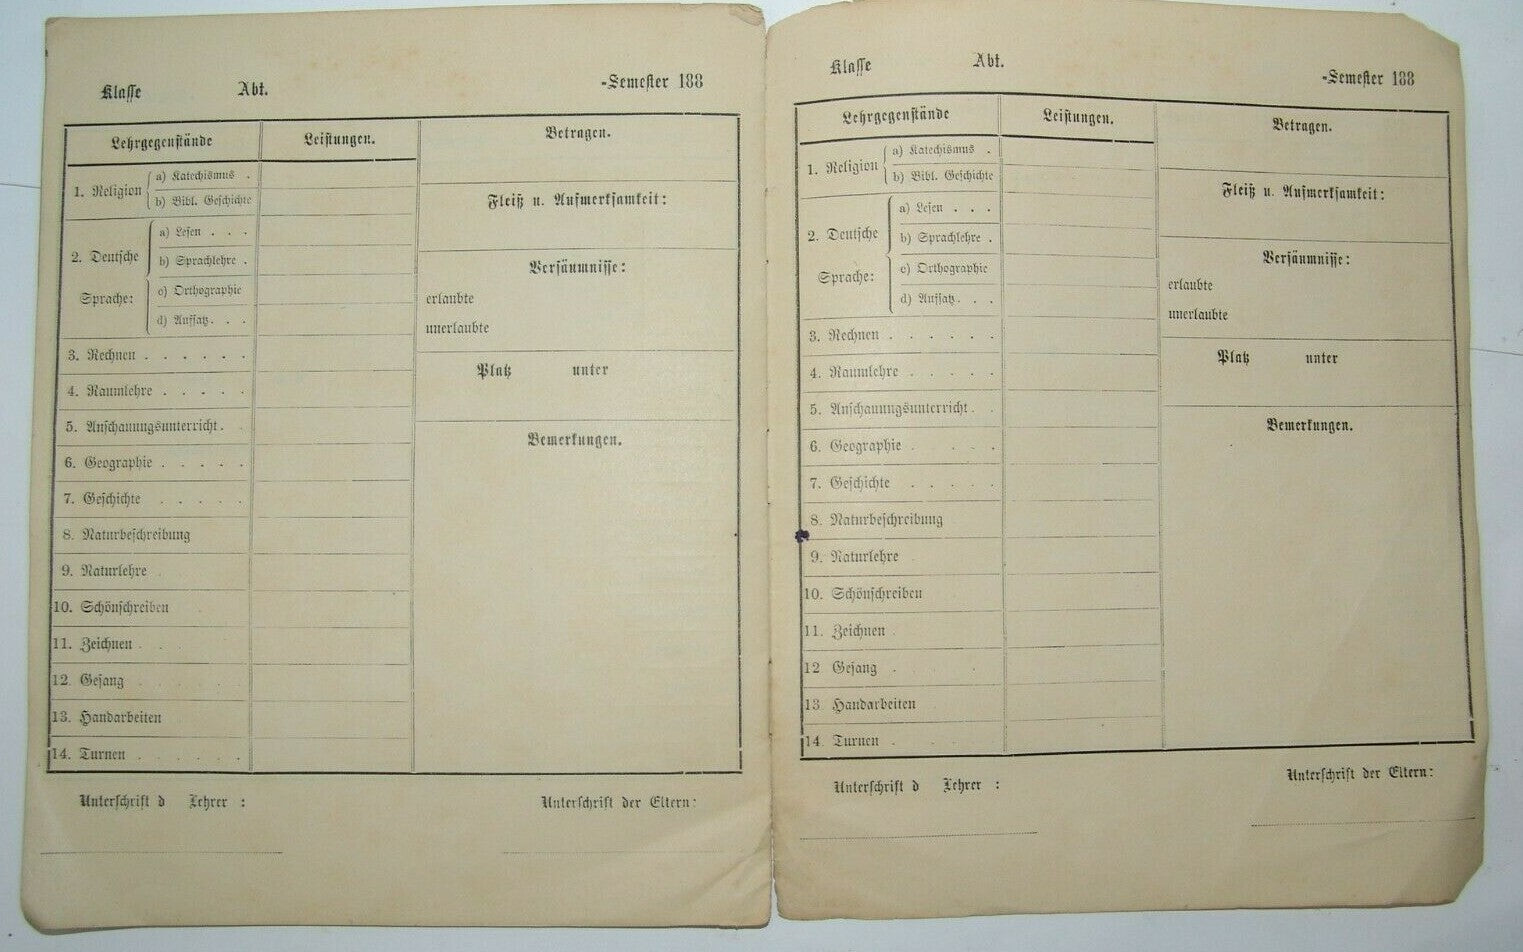 Klasse Abt. =Semester 188
Lehrgegenstände Leistungen. Betragen.
1. Religion a) Katechismus .
b) Bibl. Geschichte
Fleiß u. Aufmerksamkeit:
2. Deutsche Sprache: a) Lesen . . .
b) Sprachlehre .
c) Orthographie
d) Aufsatz . . .
Versäumnisse:
erlaubte
unerlaubte
3. Rechnen . . . . . .
Platz unter
4. Raumlehre . . . . .
5. Anschauungsunterricht. .
Bemerkungen.
6. Geographie . . . . .
7. Geschichte . . . . .
8. Naturbeschreibung
9. Naturlehre .
10. Schönschreiben .
11. Zeichnen . . .
12. Gesang . . . .
13. Handarbeiten
14. Turnen . . . . . .
Unterschrift d Lehrer : Unterschrift der Eltern:
Klasse Abt. =Semester 188
Lehrgegenstände Leistungen. Betragen.
1. Religion a) Katechismus .
b) Bibl. Geschichte
Fleiß u. Aufmerksamkeit:
2. Deutsche Sprache: a) Lesen . . .
b) Sprachlehre .
c) Orthographie
d) Aufsatz. . .
Versäumnisse:
erlaubte
unerlaubte
3. Rechnen . . . . . .
Platz unter
4. Raumlehre . . . . .
5. Anschauungsunterricht. .
Bemerkungen.
6. Geographie . . . .
7. Geschichte . . . . .
8. Naturbeschreibung
9. Naturlehre .
10. Schönschreiben .
11. Zeichnen .
12 Gesang . . .
13. Handarbeiten .
14. Turnen . . . .
Unterschrift d Lehrer : Unterschrift der Eltern: